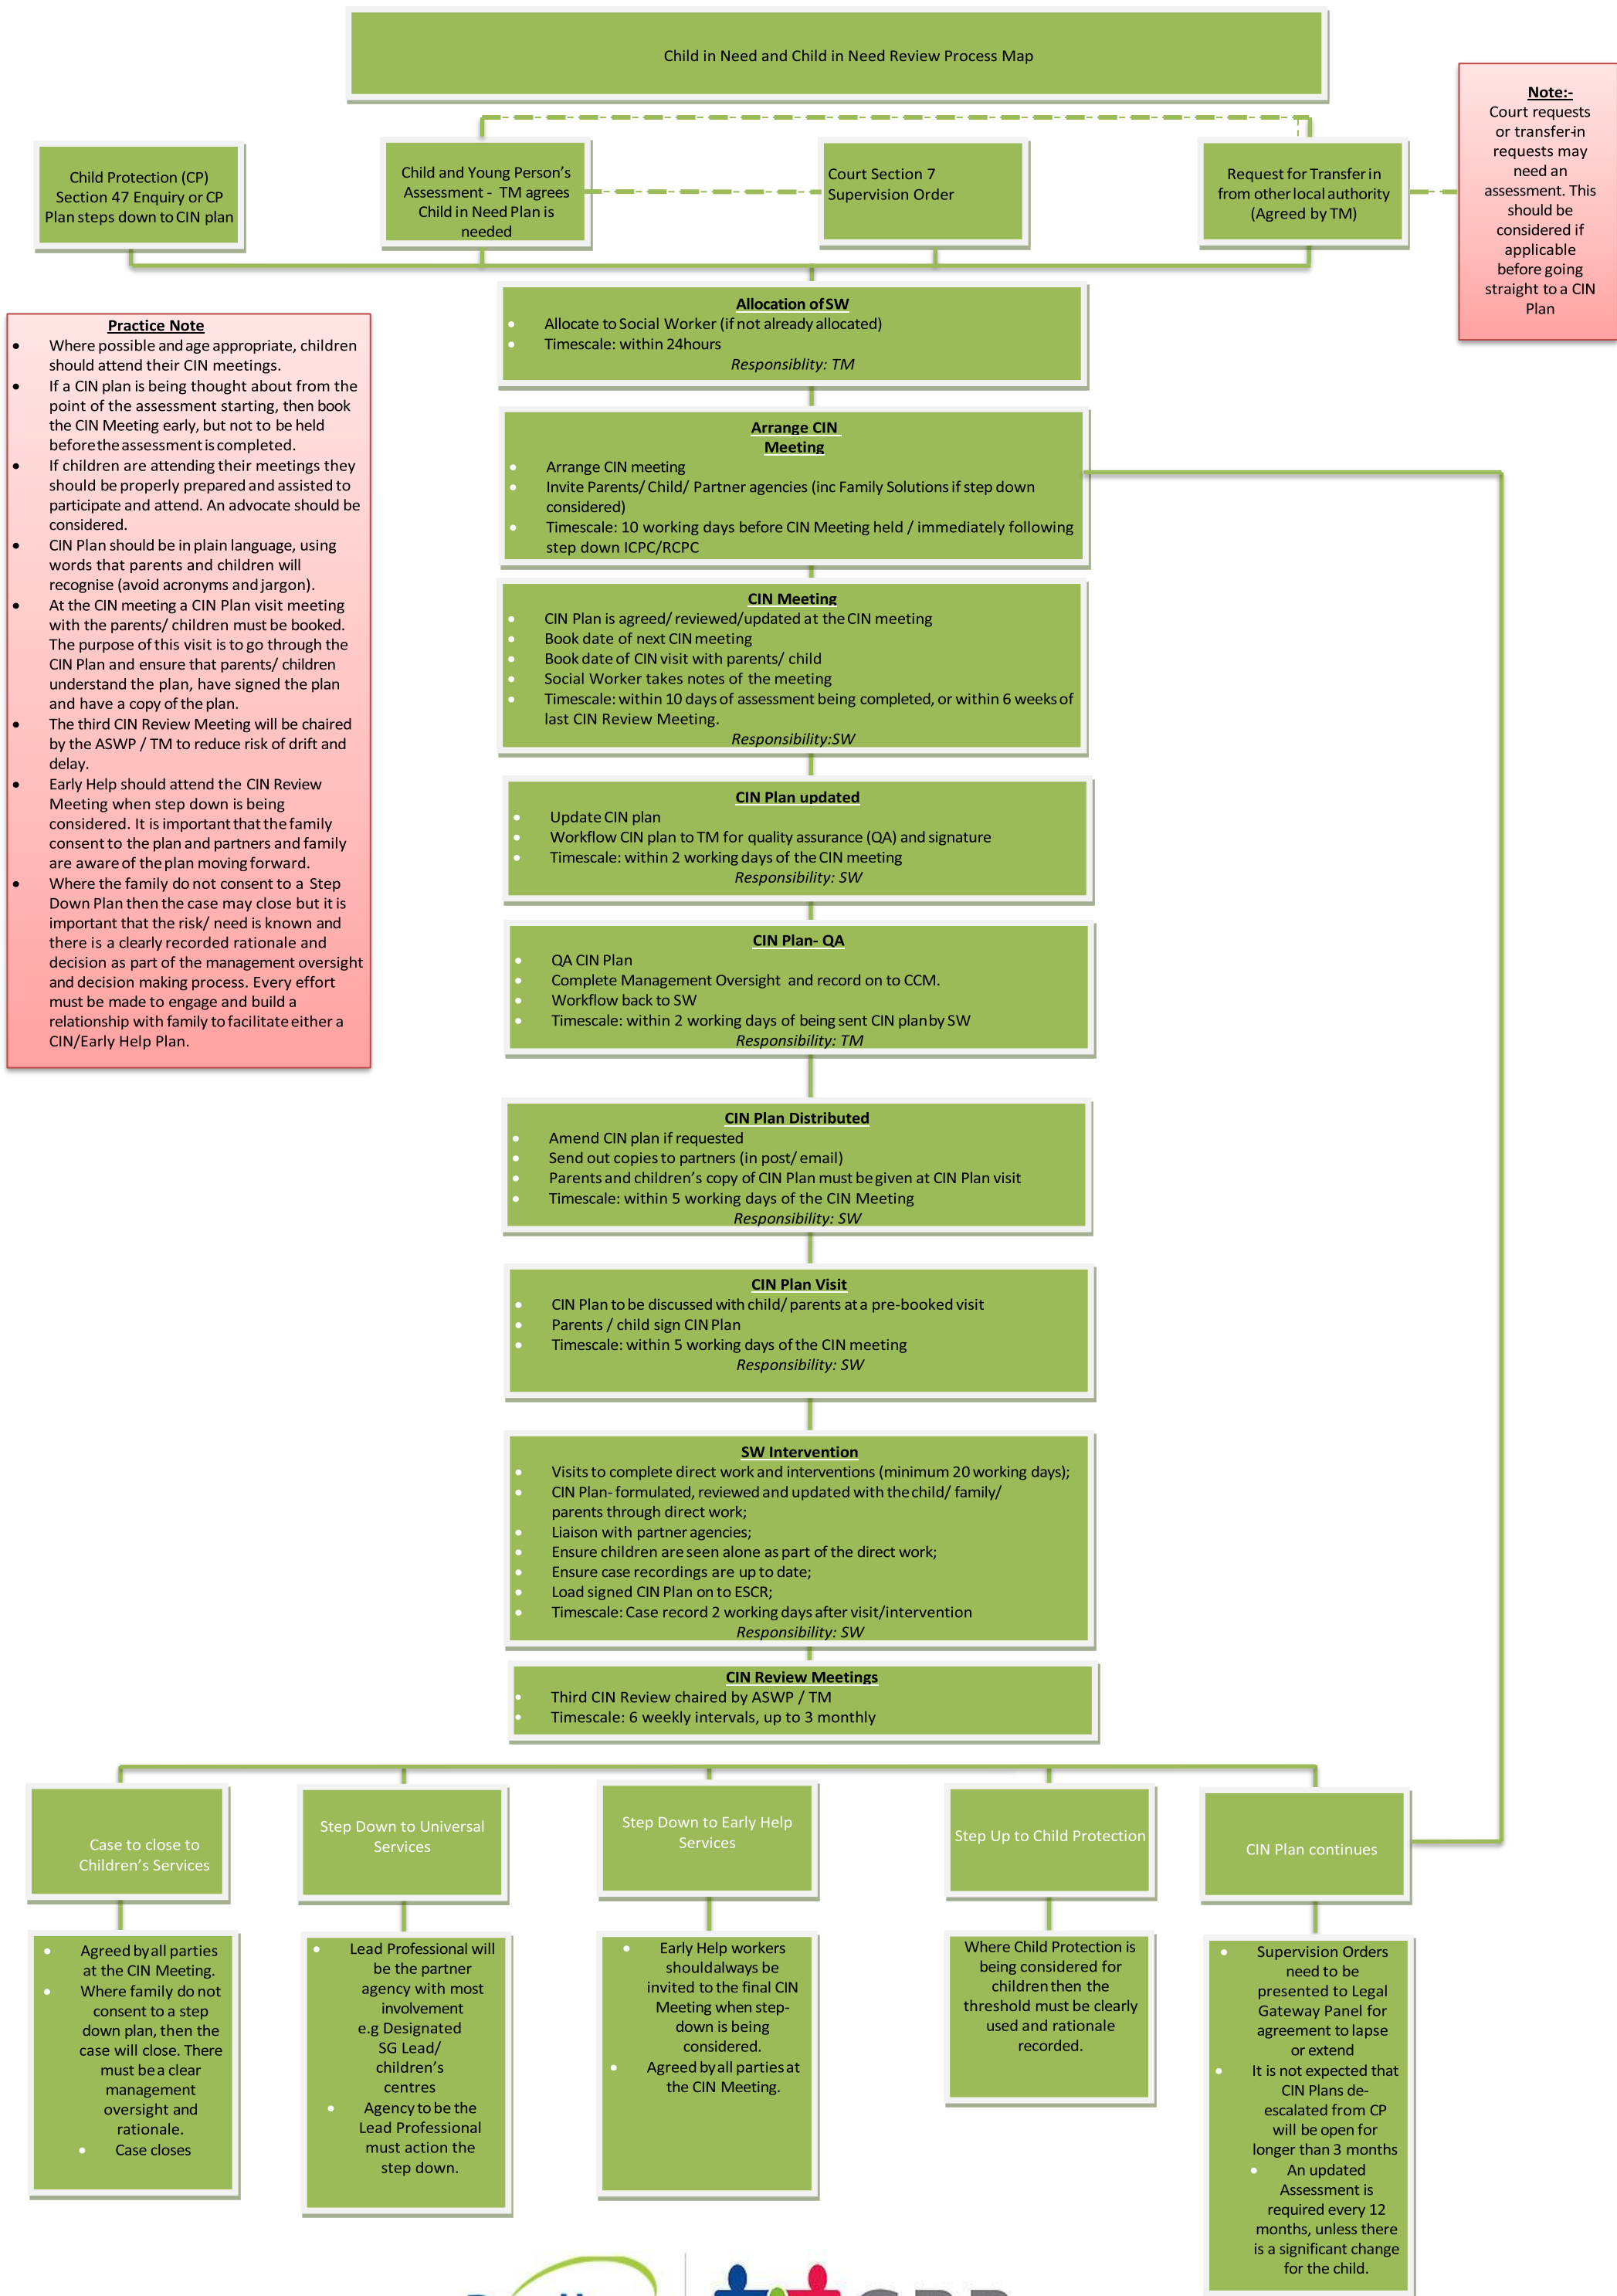 Child in Need and Child in Need Review Process Map
Note:-
Court requests
or transfer-in
requests may
need an
assessment. This
should be
considered if
applicable
before going
straight to a CIN
Plan
Child Protection (CP)
Section 47 Enquiry or CP
Plan steps down to CIN plan
Child and Young Person’s
Assessment - TM agrees
Child in Need Plan is
needed
Court Section 7
Supervision Order
Request for Transfer in
from other local authority
(Agreed by TM)
Practice Note
• Where possible and age appropriate, children
should attend their CIN meetings.
• If a CIN plan is being thought about from the
point of the assessment starting, then book
the CIN Meeting early, but not to be held
before the assessment is completed.
• If children are attending their meetings they
should be properly prepared and assisted to
participate and attend. An advocate should be
considered.
• CIN Plan should be in plain language, using
words that parents and children will
recognise (avoid acronyms and jargon).
• At the CIN meeting a CIN Plan visit meeting
with the parents/ children must be booked.
The purpose of this visit is to go through the
CIN Plan and ensure that parents/ children
understand the plan, have signed the plan
and have a copy of the plan.
• The third CIN Review Meeting will be chaired
by the ASWP / TM to reduce risk of drift and
delay.
• Early Help should attend the CIN Review
Meeting when step down is being
considered. It is important that the family
consent to the plan and partners and family
are aware of the plan moving forward.
• Where the family do not consent to a Step
Down Plan then the case may close but it is
important that the risk/ need is known and
there is a clearly recorded rationale and
decision as part of the management oversight
and decision making process. Every effort
must be made to engage and build a
relationship with family to facilitate either a
CIN/Early Help Plan.
Allocation of SW
• Allocate to Social Worker (if not already allocated)
• Timescale: within 24hours
Responsiblity: TM
Arrange CIN
Meeting
• Arrange CIN meeting
• Invite Parents/ Child/ Partner agencies (inc Family Solutions if step down
considered)
• Timescale: 10 working days before CIN Meeting held / immediately following
step down ICPC/RCPC
CIN Meeting
• CIN Plan is agreed/ reviewed/updated at the CIN meeting
• Book date of next CIN meeting
• Book date of CIN visit with parents/ child
• Social Worker takes notes of the meeting
• Timescale: within 10 days of assessment being completed, or within 6 weeks of
last CIN Review Meeting.
Responsibility:SW
CIN Plan updated
• Update CIN plan
• Workflow CIN plan to TM for quality assurance (QA) and signature
• Timescale: within 2 working days of the CIN meeting
Responsibility: SW
CIN Plan- QA
• QA CIN Plan
• Complete Management Oversight and record on to CCM.
• Workflow back to SW
• Timescale: within 2 working days of being sent CIN plan by SW
Responsibility: TM
CIN Plan Distributed
• Amend CIN plan if requested
• Send out copies to partners (in post/ email)
• Parents and children’s copy of CIN Plan must be given at CIN Plan visit
• Timescale: within 5 working days of the CIN Meeting
Responsibility: SW
CIN Plan Visit
• CIN Plan to be discussed with child/ parents at a pre-booked visit
• Parents / child sign CIN Plan
• Timescale: within 5 working days of the CIN meeting
Responsibility: SW
SW Intervention
• Visits to complete direct work and interventions (minimum 20 working days);
• CIN Plan- formulated, reviewed and updated with the child/ family/
parents through direct work;
• Liaison with partner agencies;
• Ensure children are seen alone as part of the direct work;
• Ensure case recordings are up to date;
• Load signed CIN Plan on to ESCR;
• Timescale: Case record 2 working days after visit/intervention
Responsibility: SW
CIN Review Meetings
• Third CIN Review chaired by ASWP / TM
• Timescale: 6 weekly intervals, up to 3 monthly
Case to close to
Children’s Services
Step Down to Universal
Services
Step Down to Early Help
Services
Step Up to Child Protection
CIN Plan continues
• Agreed by all parties
at the CIN Meeting.
• Where family do not
consent to a step
down plan, then the
case will close. There
must be a clear
management
oversight and
rationale.
• Case closes
• Lead Professional will
be the partner
agency with most
involvement
e.g Designated
SG Lead/
children’s
centres
• Agency to be the
Lead Professional
must action the
step down.
• Early Help workers
should always be
invited to the final CIN
Meeting when step-
down is being
considered.
• Agreed by all parties at
the CIN Meeting.
Where Child Protection is
being considered for
children then the
threshold must be clearly
used and rationale
recorded.
• Supervision Orders
need to be
presented to Legal
Gateway Panel for
agreement to lapse
or extend
• It is not expected that
CIN Plans de-
escalated from CP
will be open for
longer than 3 months
• An updated
Assessment is
required every 12
months, unless there
is a significant change
for the child.